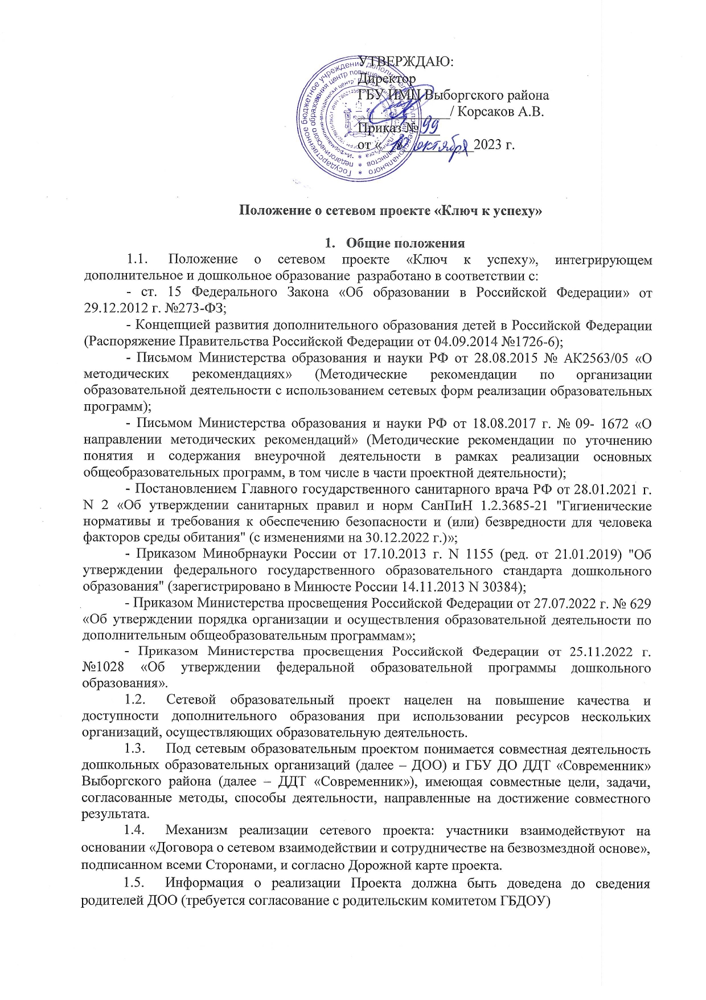 УТВЕРЖДАЮ:
Директор
ГБУ ИМЦ Выборгского района
____________/ Корсаков А.В.
Приказ № 99
от « » октября 2023 г.
Положение о сетевом проекте «Ключ к успеху»
1. Общие положения
1.1. Положение о сетевом проекте «Ключ к успеху», интегрирующем
дополнительное и дошкольное образование разработано в соответствии с:
- ст. 15 Федерального Закона «Об образовании в Российской Федерации» от
29.12.2012 г. №273-ФЗ;
- Концепцией развития дополнительного образования детей в Российской Федерации
(Распоряжение Правительства Российской Федерации от 04.09.2014 №1726-6);
- Письмом Министерства образования и науки РФ от 28.08.2015 № АК2563/05 «О
методических рекомендациях» (Методические рекомендации по организации
образовательной деятельности с использованием сетевых форм реализации образовательных
программ);
- Письмом Министерства образования и науки РФ от 18.08.2017 г. № 09- 1672 «О
направлении методических рекомендаций» (Методические рекомендации по уточнению
понятия и содержания внеурочной деятельности в рамках реализации основных
общеобразовательных программ, в том числе в части проектной деятельности);
- Постановлением Главного государственного санитарного врача РФ от 28.01.2021 г.
N 2 «Об утверждении санитарных правил и норм СанПиН 1.2.3685-21 "Гигиенические
нормативы и требования к обеспечению безопасности и (или) безвредности для человека
факторов среды обитания" (с изменениями на 30.12.2022 г.)»;
- Приказом Минобрнауки России от 17.10.2013 г. N 1155 (ред. от 21.01.2019) "Об
утверждении федерального государственного образовательного стандарта дошкольного
образования" (зарегистрировано в Минюсте России 14.11.2013 N 30384);
- Приказом Министерства просвещения Российской Федерации от 27.07.2022 г. № 629
«Об утверждении порядка организации и осуществления образовательной деятельности по
дополнительным общеобразовательным программам»;
- Приказом Министерства просвещения Российской Федерации от 25.11.2022 г.
№1028 «Об утверждении федеральной образовательной программы дошкольного
образования».
1.2. Сетевой образовательный проект нацелен на повышение качества и
доступности дополнительного образования при использовании ресурсов нескольких
организаций, осуществляющих образовательную деятельность.
1.3. Под сетевым образовательным проектом понимается совместная деятельность
дошкольных образовательных организаций (далее – ДОО) и ГБУ ДО ДДТ «Современник»
Выборгского района (далее – ДДТ «Современник»), имеющая совместные цели, задачи,
согласованные методы, способы деятельности, направленные на достижение совместного
результата.
1.4. Механизм реализации сетевого проекта: участники взаимодействуют на
основании «Договора о сетевом взаимодействии и сотрудничестве на безвозмездной основе»,
подписанном всеми Сторонами, и согласно Дорожной карте проекта.
1.5. Информация о реализации Проекта должна быть доведена до сведения
родителей ДОО (требуется согласование с родительским комитетом ГБДОУ)